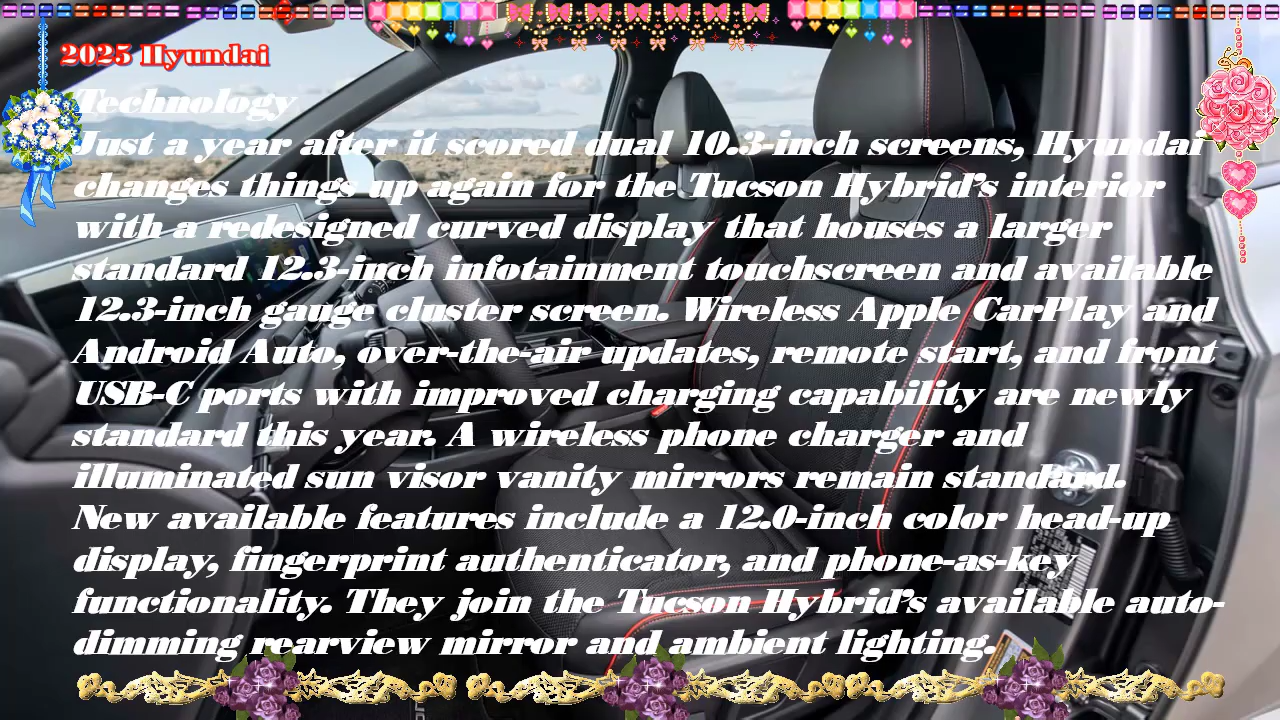 2025 Hyundai
Technology
Just a year after it scored dual 10.3-inch screens, Hyundai
changes things up again for the Tucson Hybrid’s interior
with a redesigned curved display that houses a larger
standard 12.3-inch infotainment touchscreen and available
12.3-inch gauge cluster screen. Wireless Apple CarPlay and
Android Auto, over-the-air updates, remote start, and front
USB-C ports with improved charging capability are newly
standard this year. A wireless phone charger and
illuminated sun visor vanity mirrors remain standard.
New available features include a 12.0-inch color head-up
display, fingerprint authenticator, and phone-as-key
functionality. They join the Tucson Hybrid’s available auto-
dimming rearview mirror and ambient lighting.